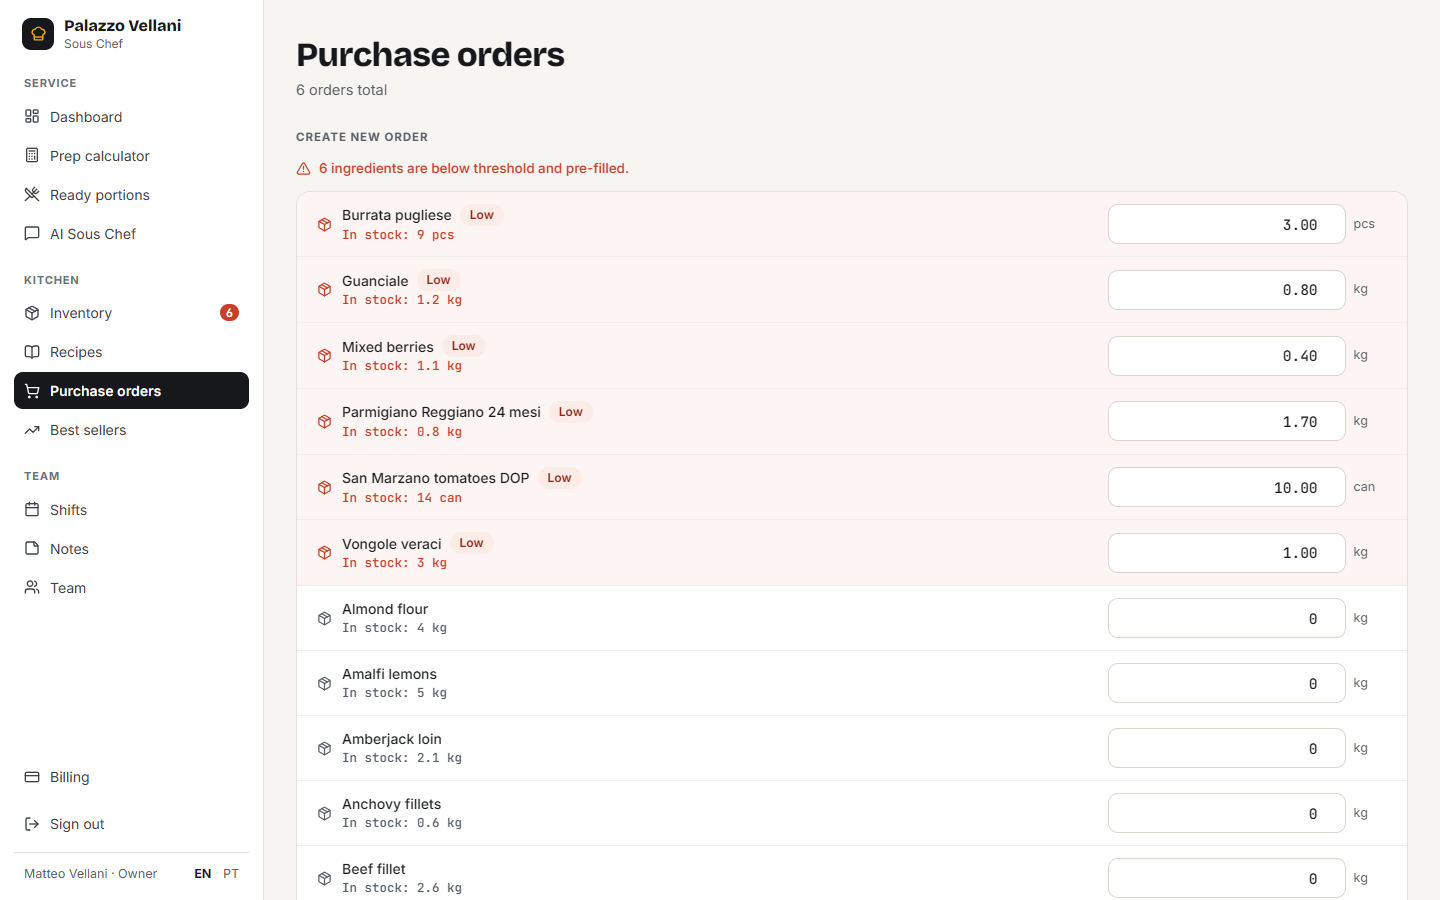 Palazzo Vellani
Sous Chef
SERVICE
Dashboard
Prep calculator
Ready portions
AI Sous Chef
KITCHEN
Inventory 6
Recipes
Purchase orders
Best sellers
TEAM
Shifts
Notes
Team
Billing
Sign out
Matteo Vellani · Owner EN · PT
Purchase orders
6 orders total
CREATE NEW ORDER
6 ingredients are below threshold and pre-filled.
Burrata pugliese Low
In stock: 9 pcs
3.00 pcs
Guanciale Low
In stock: 1.2 kg
0.80 kg
Mixed berries Low
In stock: 1.1 kg
0.40 kg
Parmigiano Reggiano 24 mesi Low
In stock: 0.8 kg
1.70 kg
San Marzano tomatoes DOP Low
In stock: 14 can
10.00 can
Vongole veraci Low
In stock: 3 kg
1.00 kg
Almond flour
In stock: 4 kg
0 kg
Amalfi lemons
In stock: 5 kg
0 kg
Amberjack loin
In stock: 2.1 kg
0 kg
Anchovy fillets
In stock: 0.6 kg
0 kg
Beef fillet
In stock: 2.6 kg
0 kg